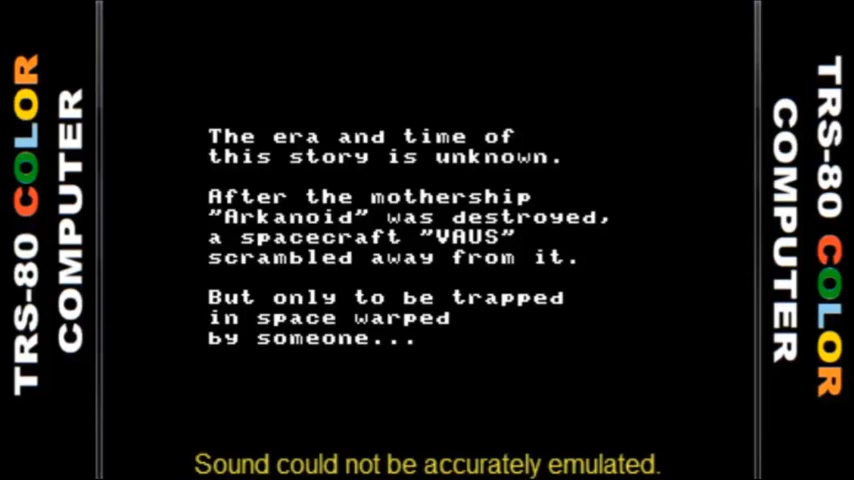 TRS-80 COLOR
COMPUTER
The era and time of
this story is unknown.
After the mothership
"Arkanoid" was destroyed,
a spacecraft "VAUS"
scrambled away from it.
But only to be trapped
in space warped
by someone...
Sound could not be accurately emulated.
TRS-80 COLOR
COMPUTER